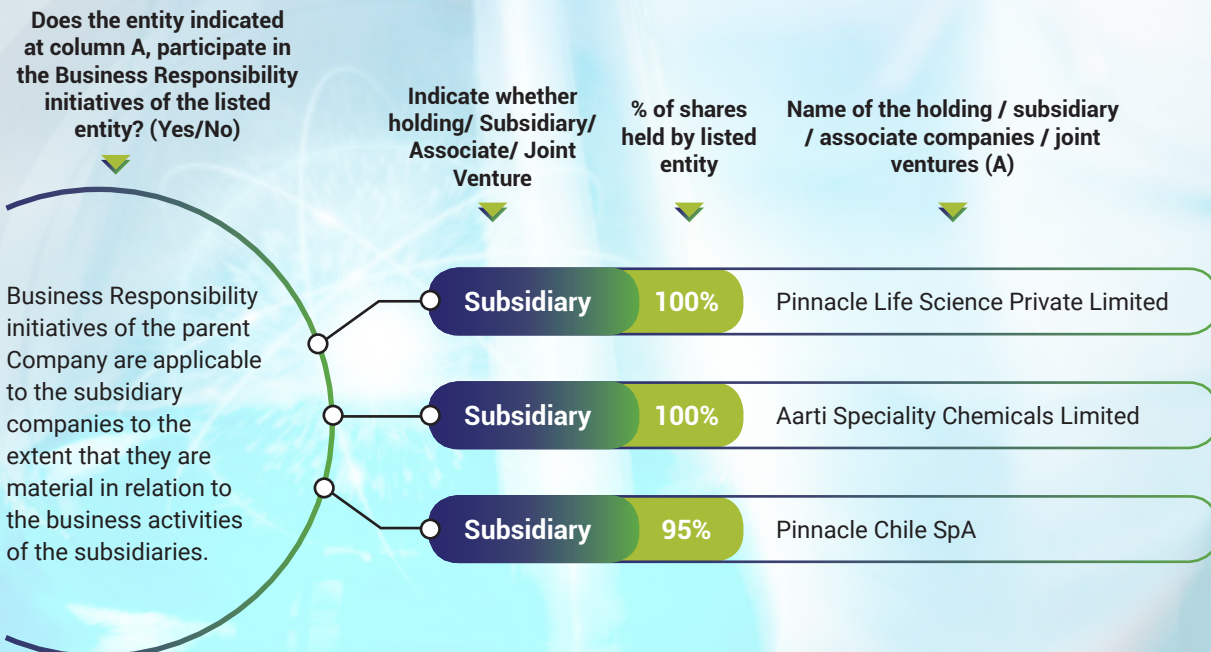 Does the entity indicated
at column A, participate in
the Business Responsibility
initiatives of the listed
entity? (Yes/No)
Indicate whether
holding/ Subsidiary/
Associate/ Joint
Venture
% of shares
held by listed
entity
Name of the holding / subsidiary
/ associate companies / joint
ventures (A)
Business Responsibility
initiatives of the parent
Company are applicable
to the subsidiary
companies to the
extent that they are
material in relation to
the business activities
of the subsidiaries.
Subsidiary 100% Pinnacle Life Science Private Limited
Subsidiary 100% Aarti Speciality Chemicals Limited
Subsidiary 95% Pinnacle Chile SpA